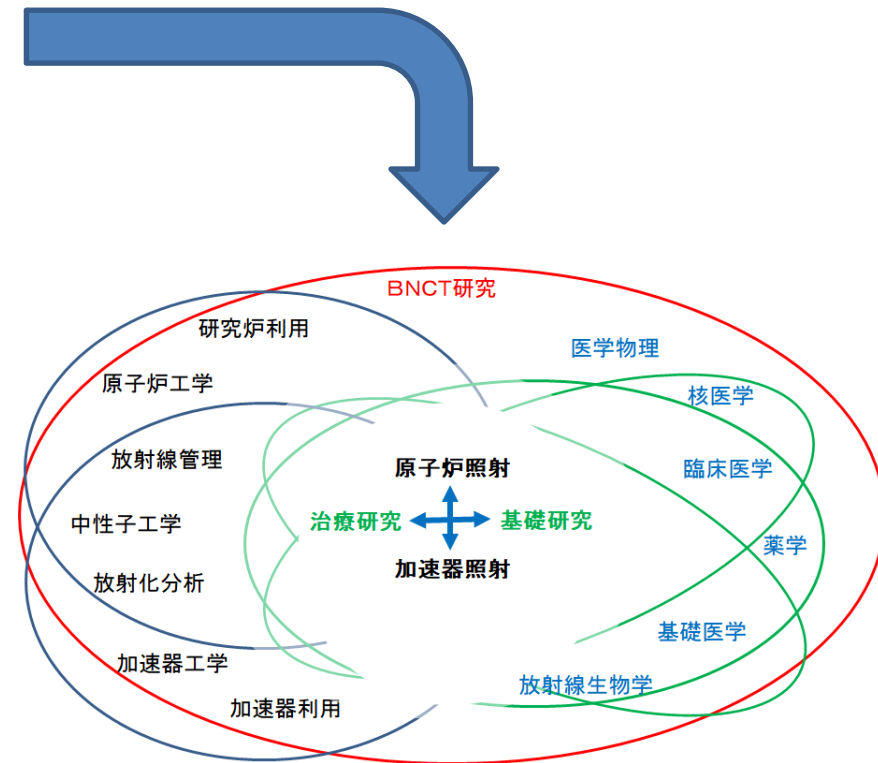 BNCT研究
研究炉利用
医学物理
原子炉工学
核医学
放射線管理
原子炉照射
臨床医学
中性子工学
治療研究
基礎研究
薬学
放射化分析
加速器照射
基礎医学
加速器工学
放射線生物学
加速器利用